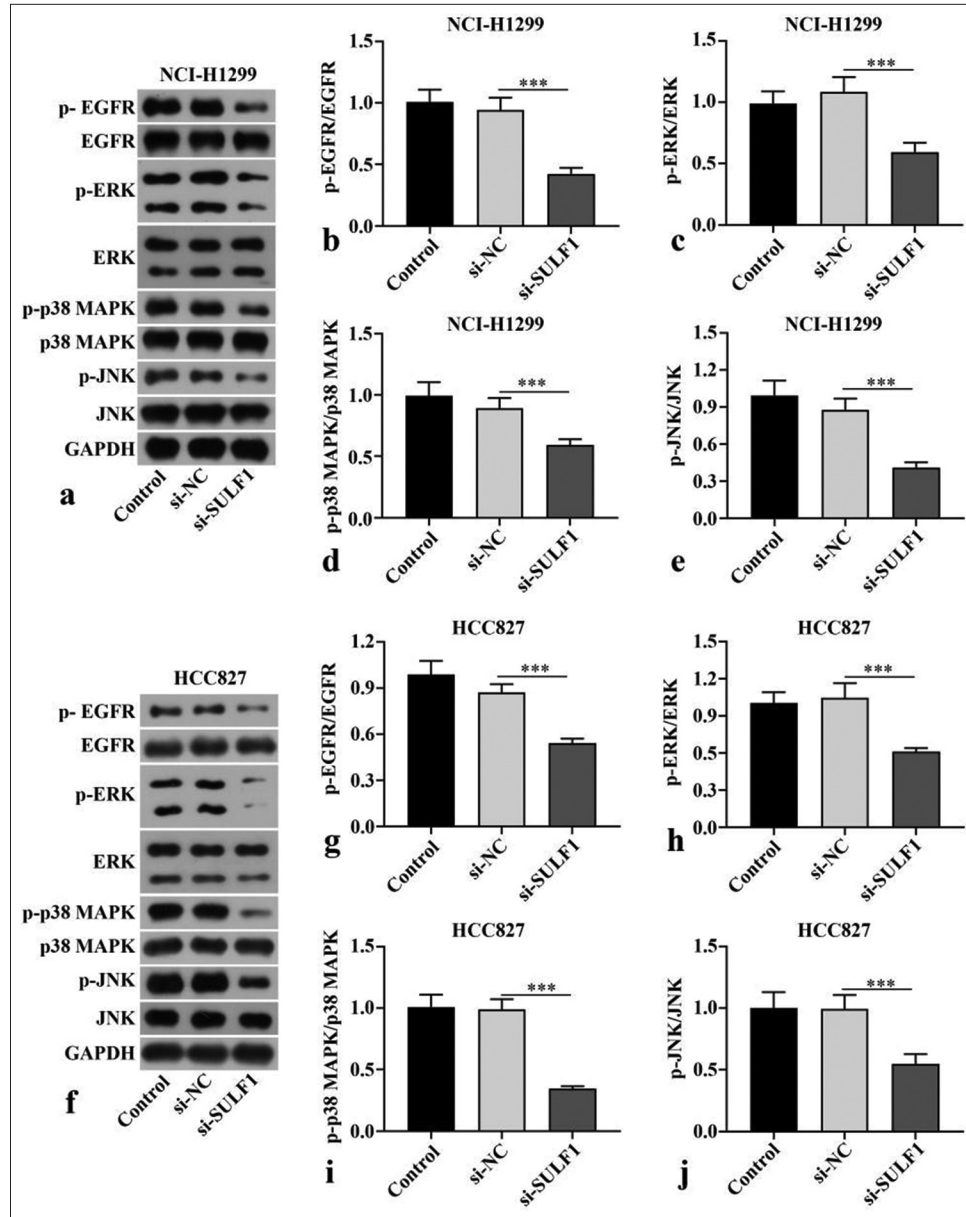 NCI-H1299
p- EGFR
EGFR
p-ERK
ERK
p-p38 MAPK
p38 MAPK
p-JNK
JNK
GAPDH
Control
si-NC
si-SULF1
a
NCI-H1299
p-EGFR/EGFR
1.5
1.0
0.5
0.0
***
Control
si-NC
si-SULF1
b
NCI-H1299
p-ERK/ERK
1.5
1.0
0.5
0.0
***
Control
si-NC
si-SULF1
c
NCI-H1299
p-p38 MAPK/p38 MAPK
1.5
1.0
0.5
0.0
***
Control
si-NC
si-SULF1
d
NCI-H1299
p-JNK/JNK
1.5
1.2
0.9
0.6
0.3
0.0
***
Control
si-NC
si-SULF1
e
HCC827
p- EGFR
EGFR
p-ERK
ERK
p-p38 MAPK
p38 MAPK
p-JNK
JNK
GAPDH
Control
si-NC
si-SULF1
f
HCC827
p-EGFR/EGFR
1.2
0.9
0.6
0.3
0.0
***
Control
si-NC
si-SULF1
g
HCC827
p-ERK/ERK
1.5
1.2
0.9
0.5
0.3
0.0
***
Control
si-NC
si-SULF1
h
HCC827
p-p38 MAPK/p38 MAPK
1.5
1.0
0.5
0.0
***
Control
si-NC
si-SULF1
i
HCC827
p-JNK/JNK
1.5
1.0
0.5
0.0
***
Control
si-NC
si-SULF1
j